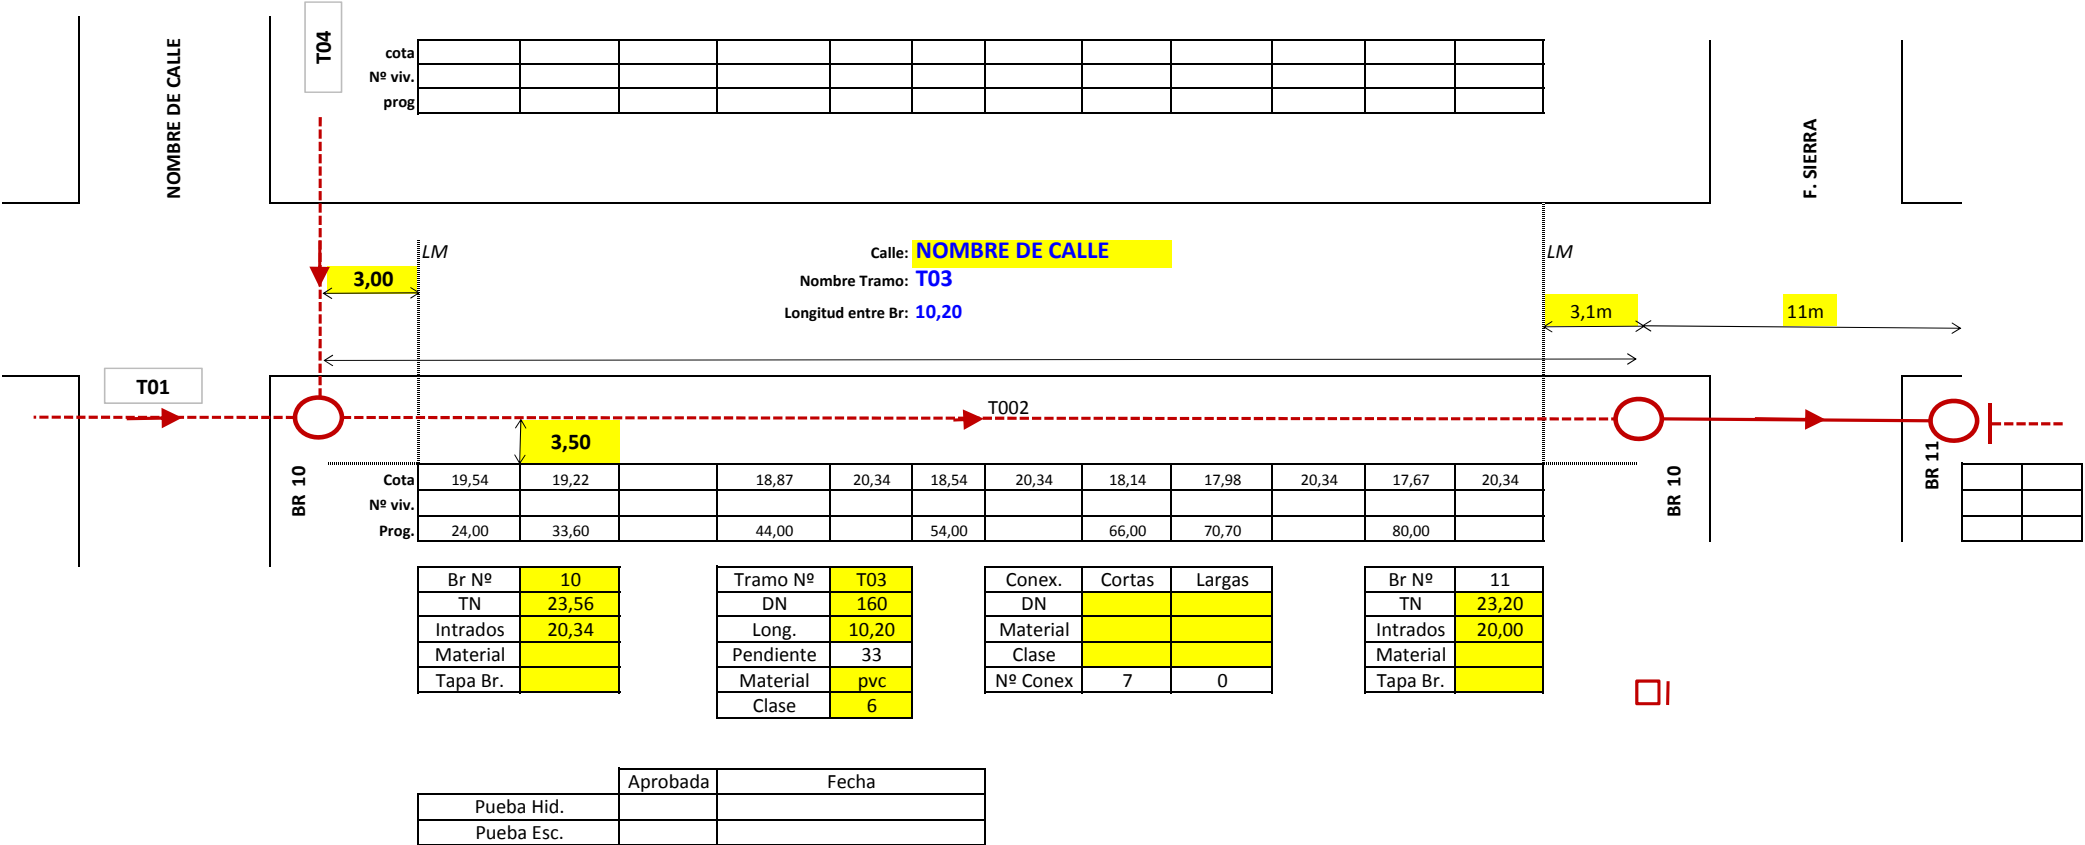 T04
NOMBRE DE CALLE
cota
Nº viv.
prog
F. SIERRA
LM
Calle: NOMBRE DE CALLE
LM
3,00
Nombre Tramo: T03
Longitud entre Br: 10,20
3,1m
11m
T01
T002
3,50
BR 10
BR 10
BR 11
Cota 19,54 19,22 18,87 20,34 18,54 20,34 18,14 17,98 20,34 17,67 20,34
Nº viv.
Prog. 24,00 33,60 44,00 54,00 66,00 70,70 80,00
Br Nº 10 Tramo Nº T03 Conex. Cortas Largas Br Nº 11
TN 23,56 DN 160 DN TN 23,20
Intrados 20,34 Long. 10,20 Material Intrados 20,00
Material Pendiente 33 Clase Material
Tapa Br. Material pvc Nº Conex 7 0 Tapa Br.
Clase 6
Aprobada Fecha
Pueba Hid.
Pueba Esc.